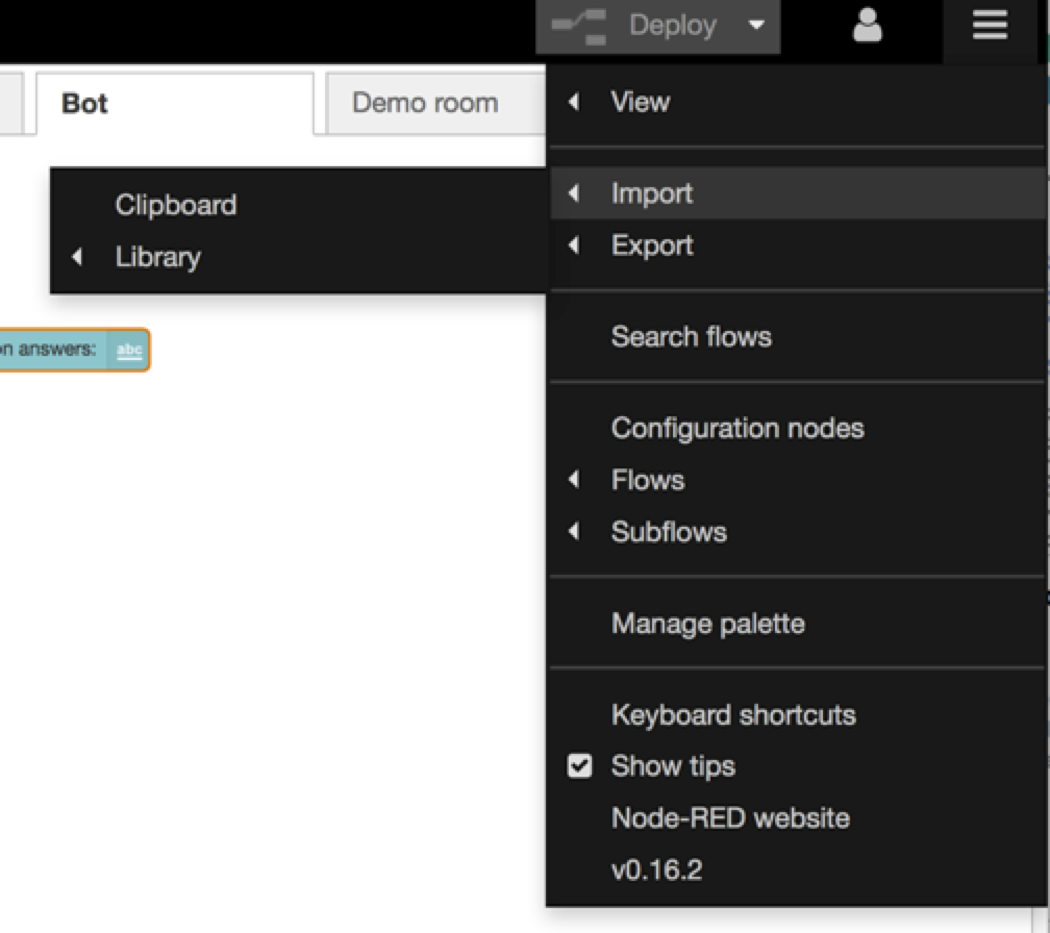 Deploy
Bot
Demo room
View
Import
Export
Clipboard
Library
Search flows
answers:
abc
Configuration nodes
Flows
Subflows
Manage palette
Keyboard shortcuts
Show tips
Node-RED website
v0.16.2